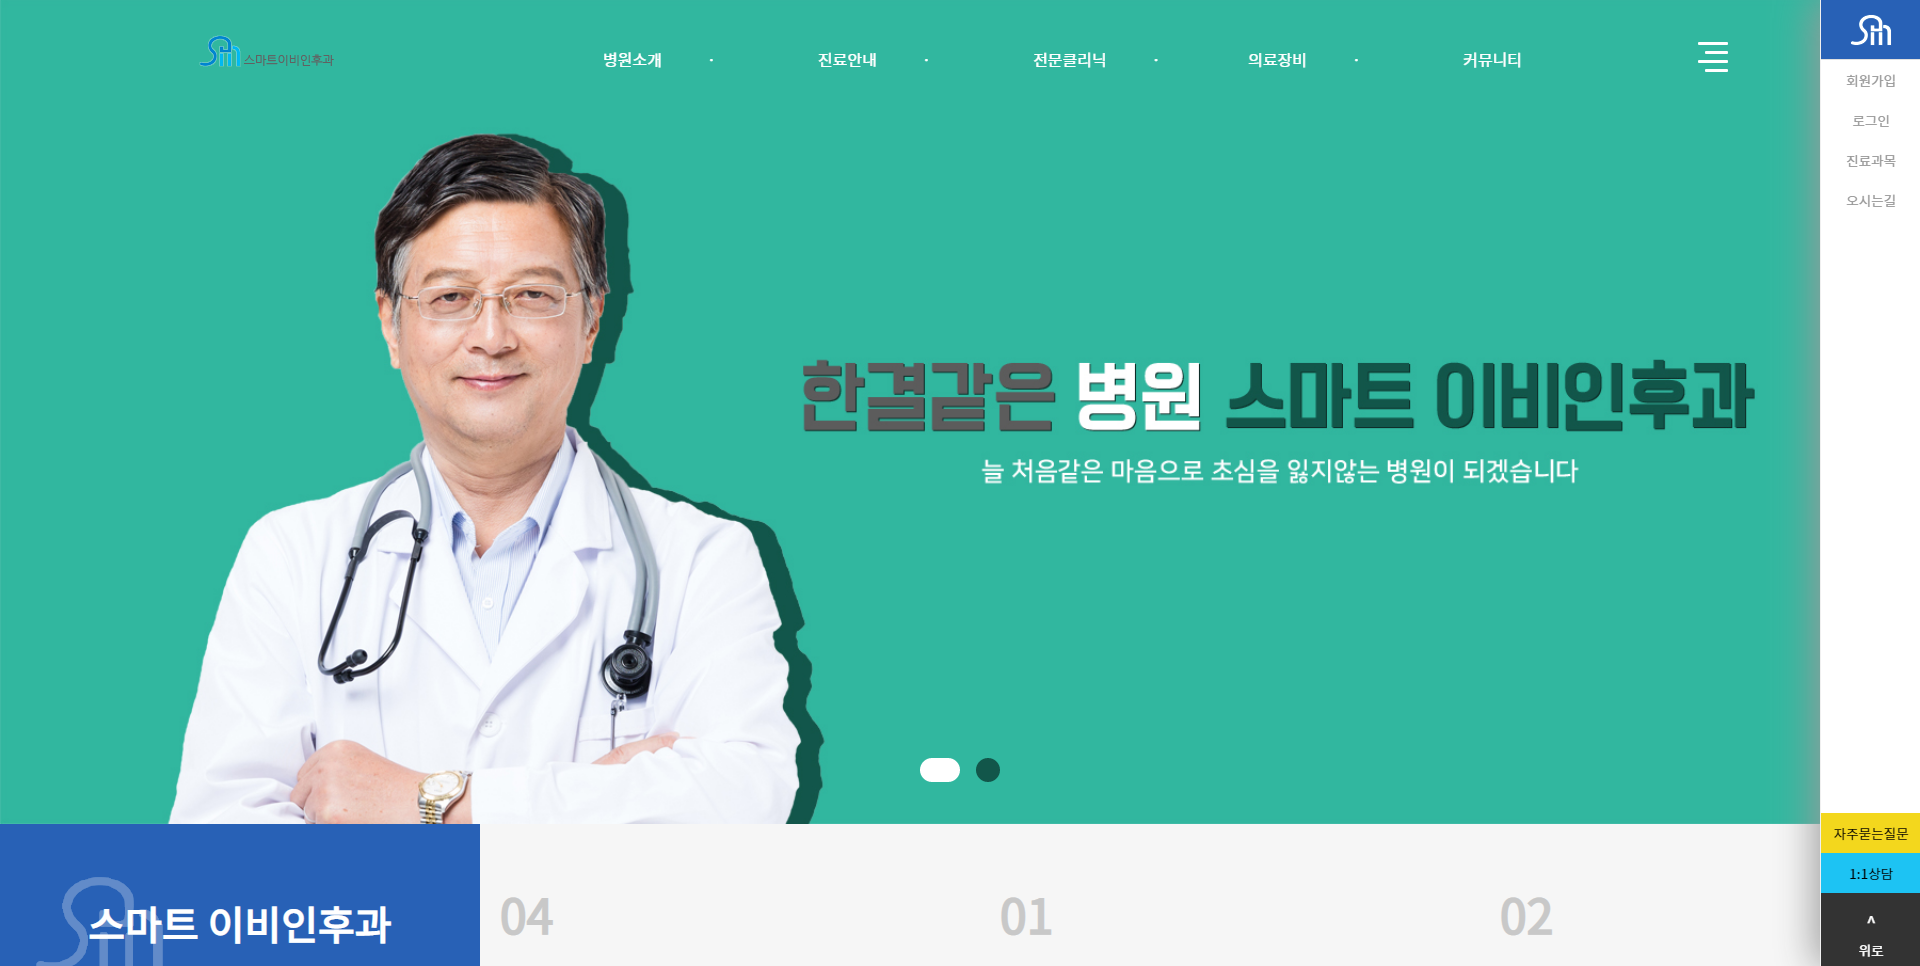 스마트이비인후과
병원소개 · 진료안내 · 전문클리닉 · 의료장비 · 커뮤니티
회원가입
로그인
진료과목
오시는길
한결같은 병원 스마트 이비인후과
늘 처음같은 마음으로 초심을 잃지않는 병원이 되겠습니다
자주묻는질문
1:1상담
^
위로
스마트 이비인후과
04
01
02